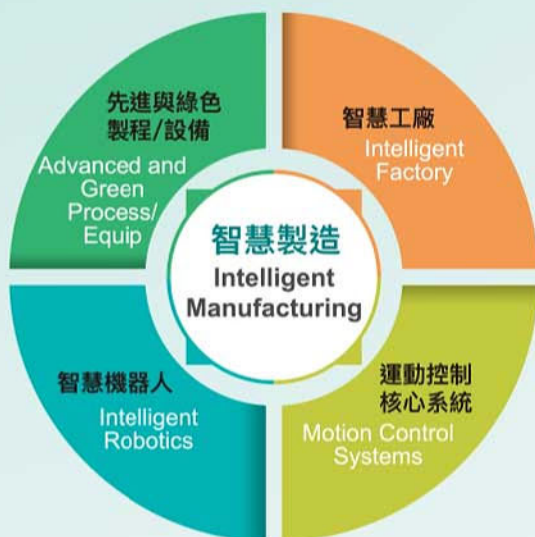 先進與綠色
製程/設備
Advanced and
Green
Process/
Equip
智慧工廠
Intelligent
Factory
智慧製造
Intelligent
Manufacturing
智慧機器人
Intelligent
Robotics
運動控制
核心系統
Motion Control
Systems